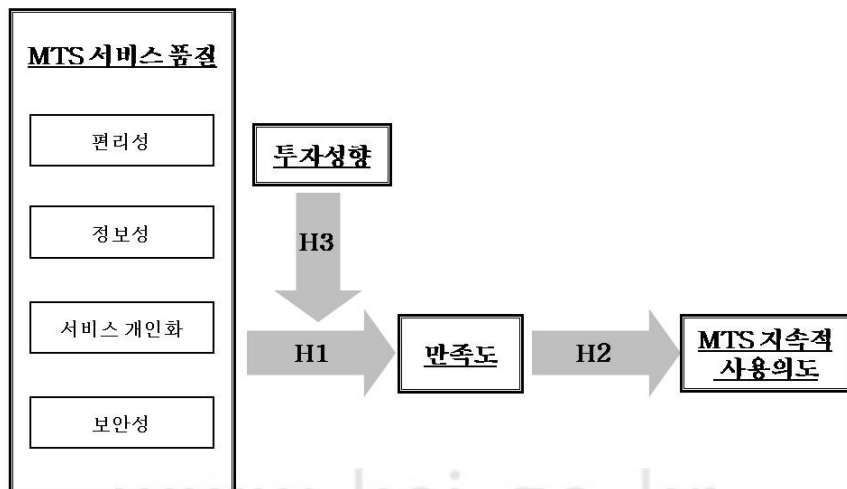 MTS 서비스 품질
편리성
정보성
서비스 개인화
보안성
투자성향
H3
H1
만족도
H2
MTS 지속적
사용의도